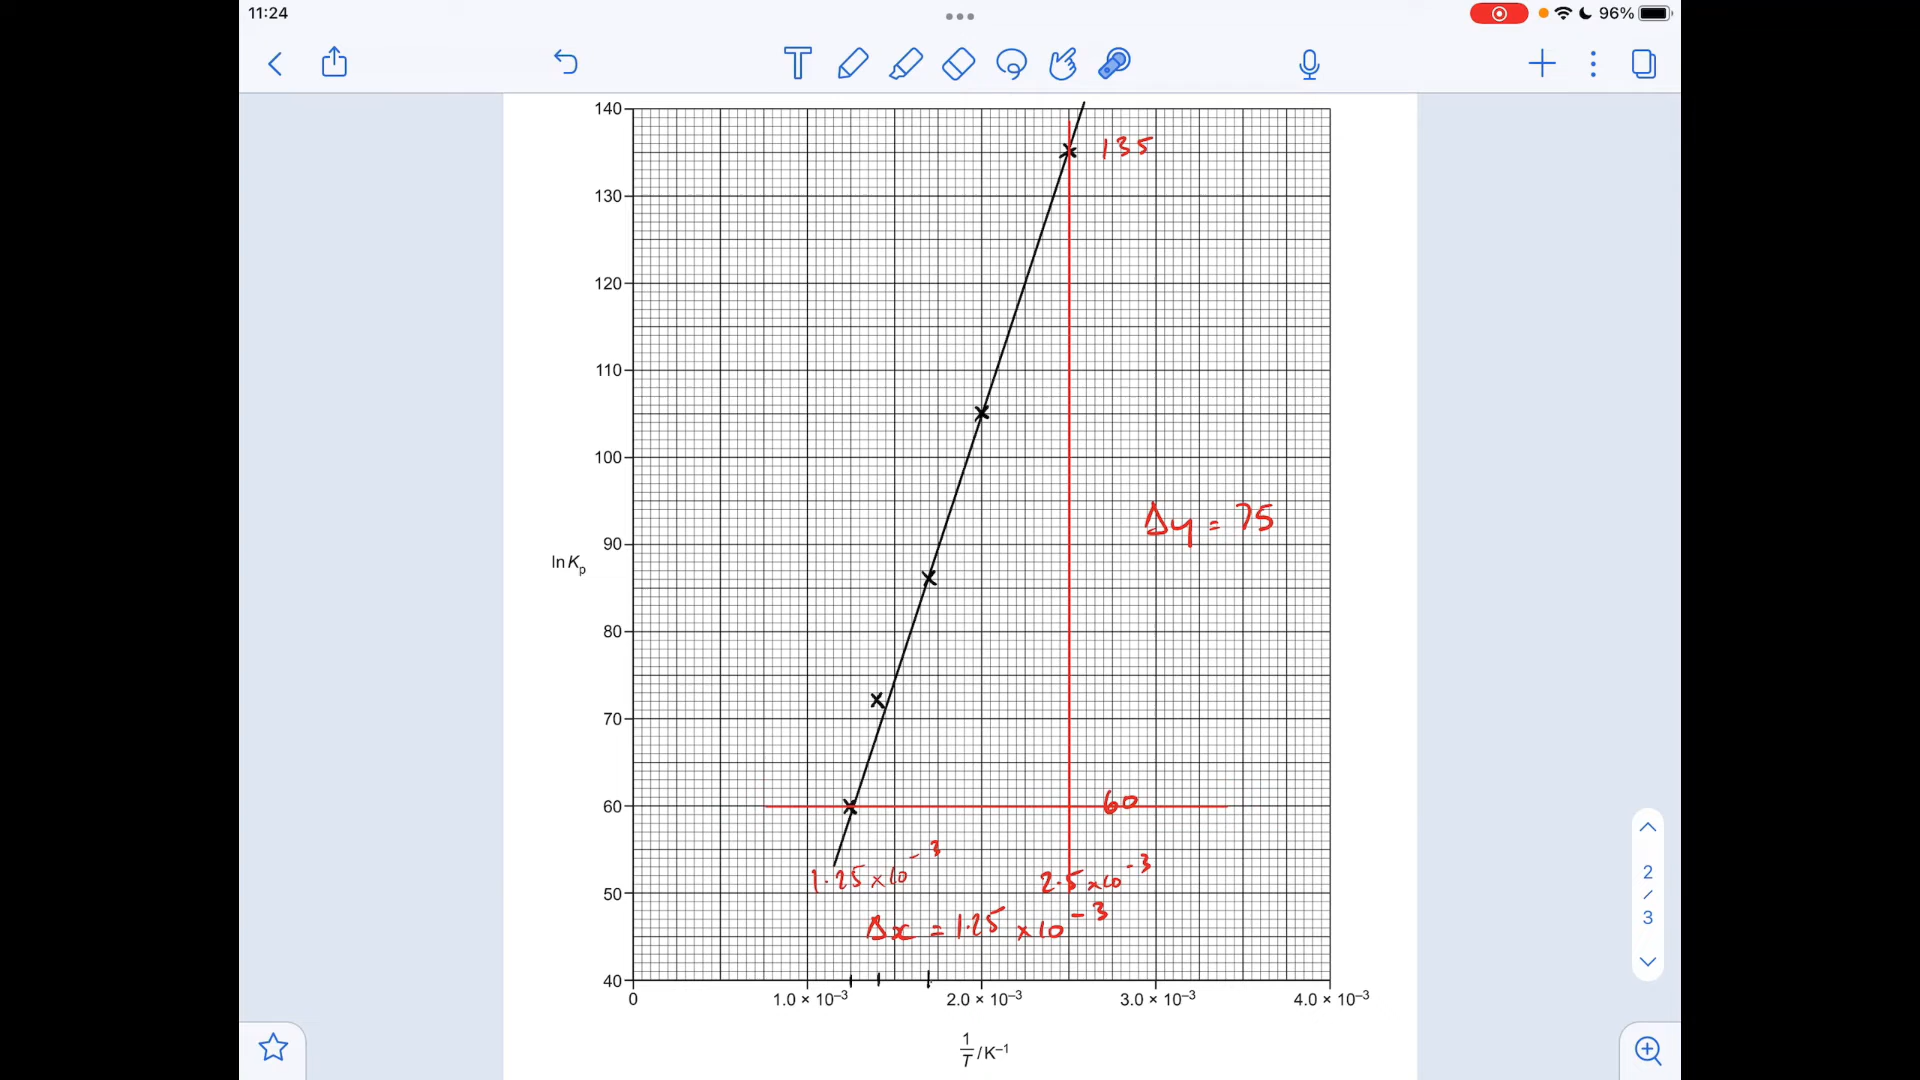 11:24
96%
T
140
135
130
120
110
100
Δy = 75
90
ln Kp
80
70
60
60
1.25 × 10⁻³
2.5 × 10⁻³
50
Δx = 1.25 × 10⁻³
40
0
1.0 × 10⁻³
2.0 × 10⁻³
3.0 × 10⁻³
4.0 × 10⁻³
1/T /K⁻¹
2
/
3